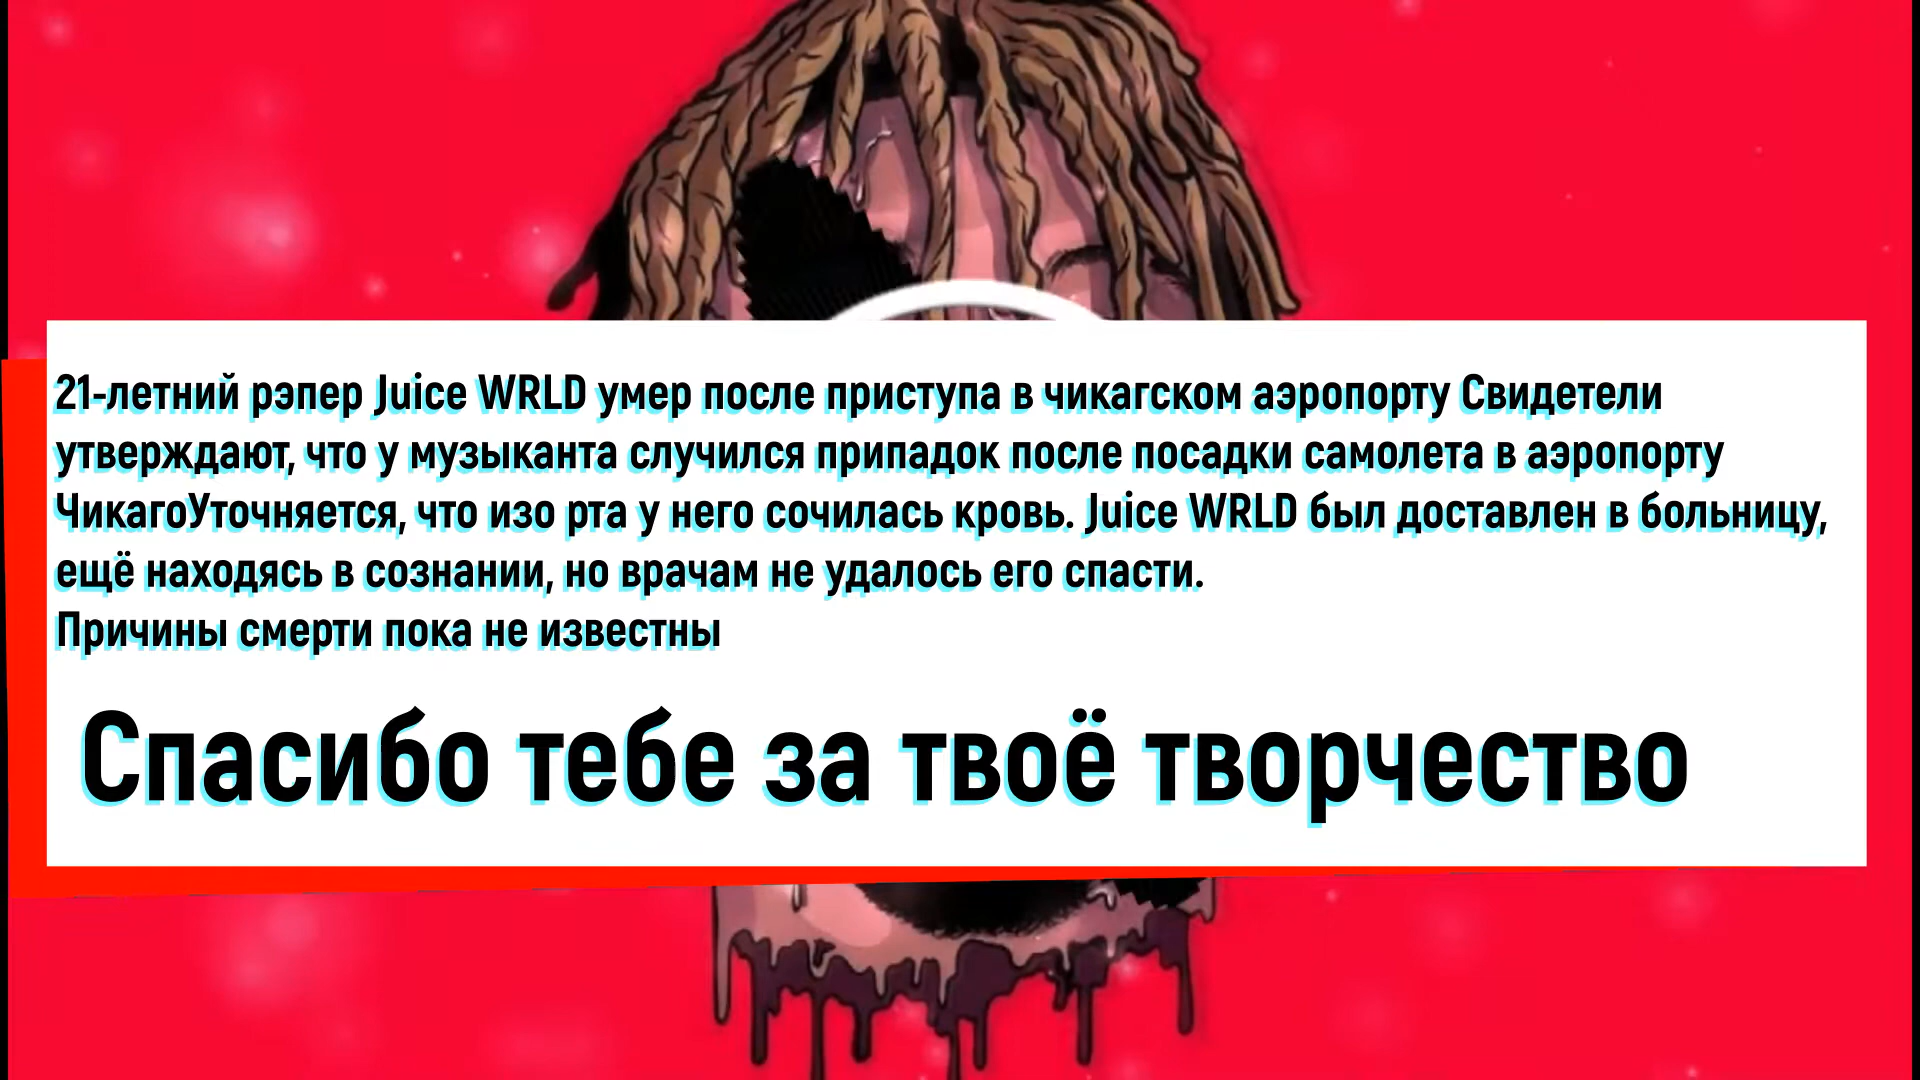 21-летний рэпер Juice WRLD умер после приступа в чикагском аэропорту Свидетели
утверждают, что у музыканта случился припадок после посадки самолета в аэропорту
ЧикагоУточняется, что изо рта у него сочилась кровь. Juice WRLD был доставлен в больницу,
ещё находясь в сознании, но врачам не удалось его спасти.
Причины смерти пока не известны
Спасибо тебе за твоё творчество